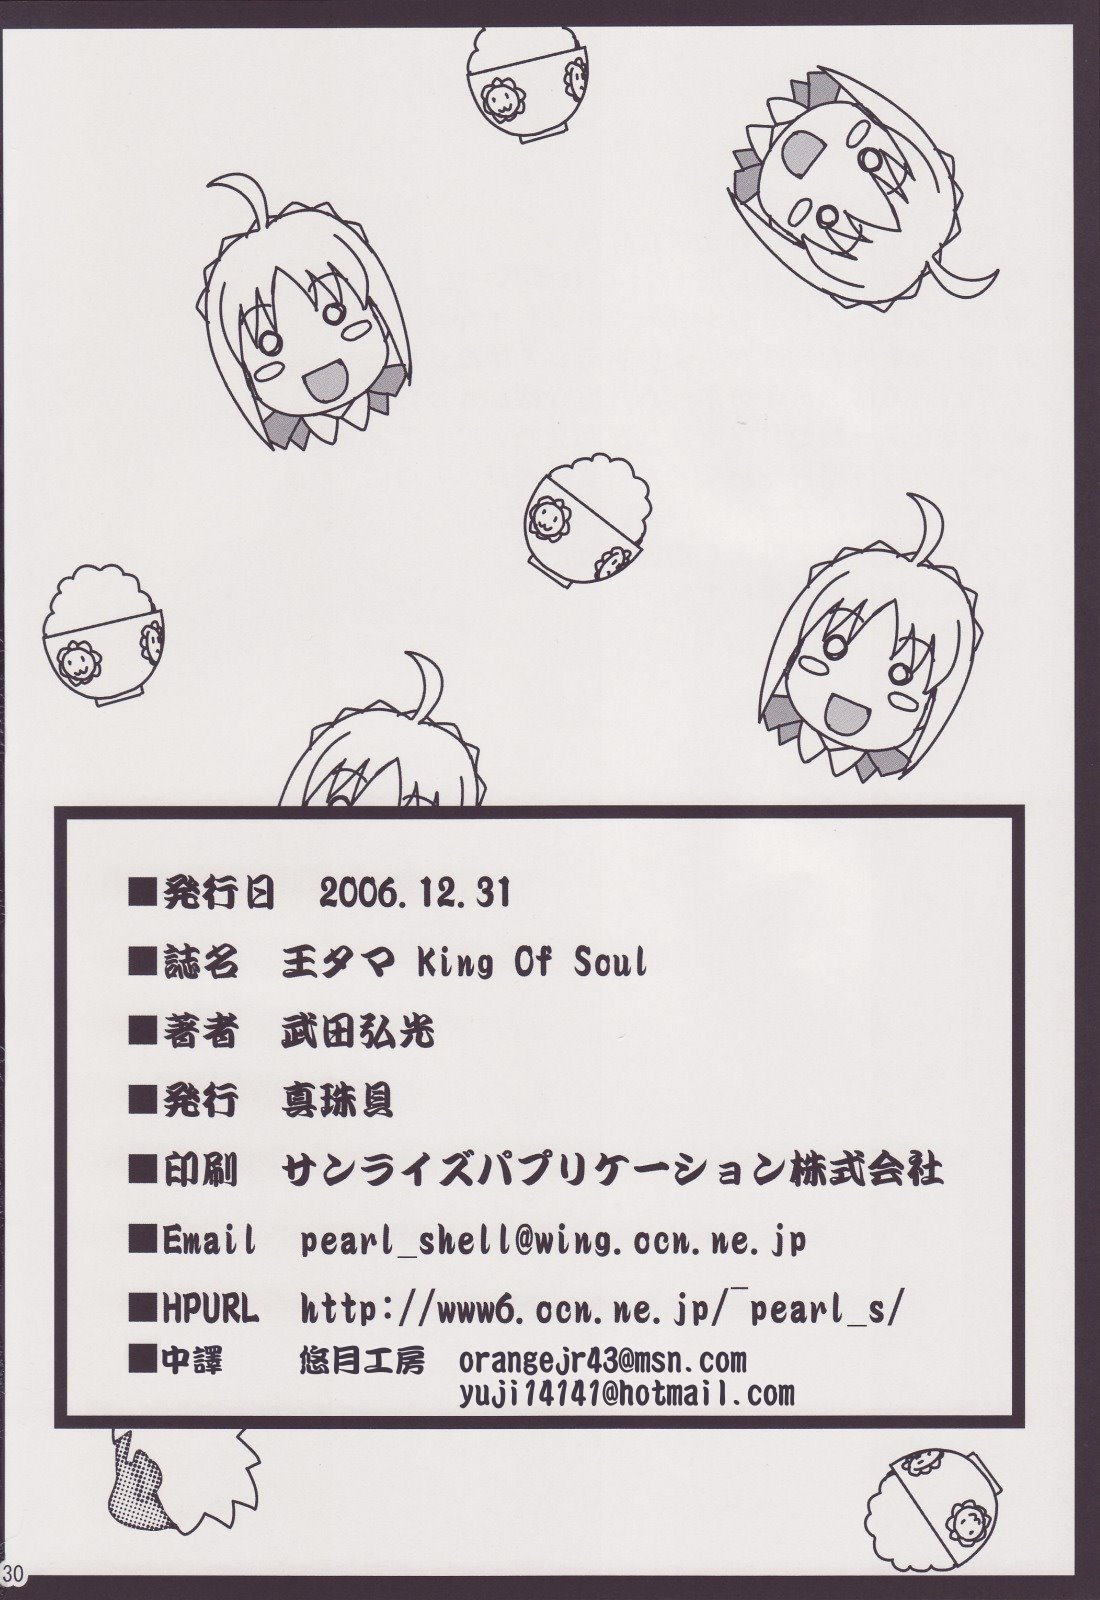 ■発行日　2006.12.31
■誌名　王タマ King Of Soul
■著者　武田弘光
■発行　真珠貝
■印刷　サンライズパブリケーション株式会社
■Email　pearl_shell@wing.ocn.ne.jp
■HPURL　http://www6.ocn.ne.jp/‾pearl_s/
■中譯　悠月工房　orangejr43@msn.com
yuji14141@hotmail.com
30